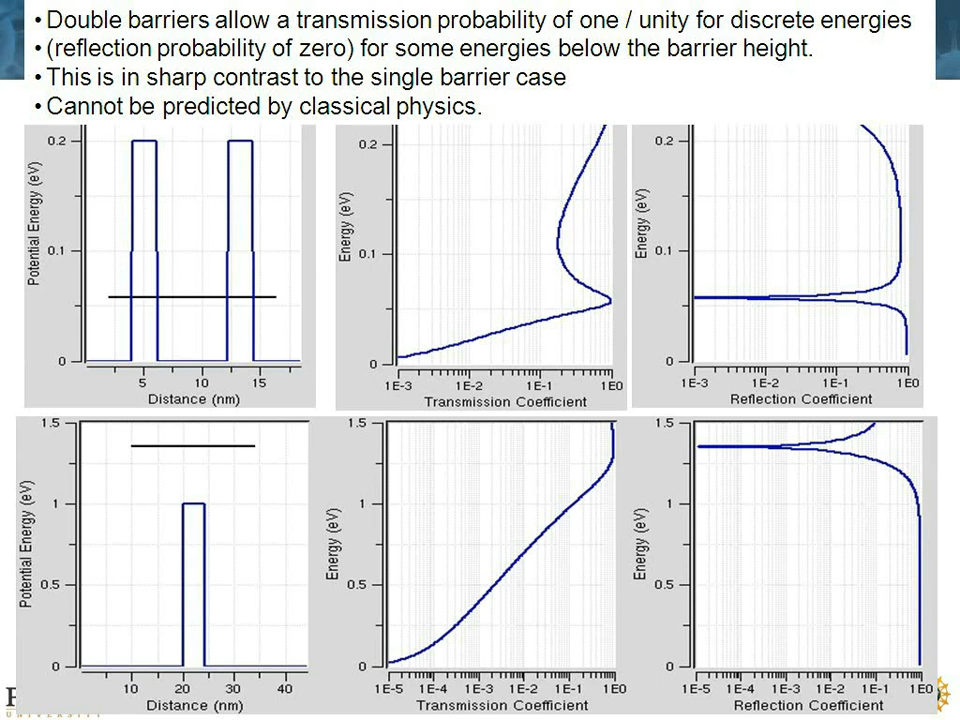 • Double barriers allow a transmission probability of one / unity for discrete energies
• (reflection probability of zero) for some energies below the barrier height.
• This is in sharp contrast to the single barrier case
• Cannot be predicted by classical physics.
0.2
0.1
0
Potential Energy (eV)
5 10 15
Distance (nm)
0.2
0.1
0
Energy (eV)
1E-3 1E-2 1E-1 1E0
Transmission Coefficient
0.2
0.1
0
Energy (eV)
1E-3 1E-2 1E-1 1E0
Reflection Coefficient
1.5
1
0.5
0
Potential Energy (eV)
10 20 30 40
Distance (nm)
1.5
1
0.5
0
Energy (eV)
1E-5 1E-4 1E-3 1E-2 1E-1 1E0
Transmission Coefficient
1.5
1
0.5
0
Energy (eV)
1E-5 1E-4 1E-3 1E-2 1E-1 1E0
Reflection Coefficient